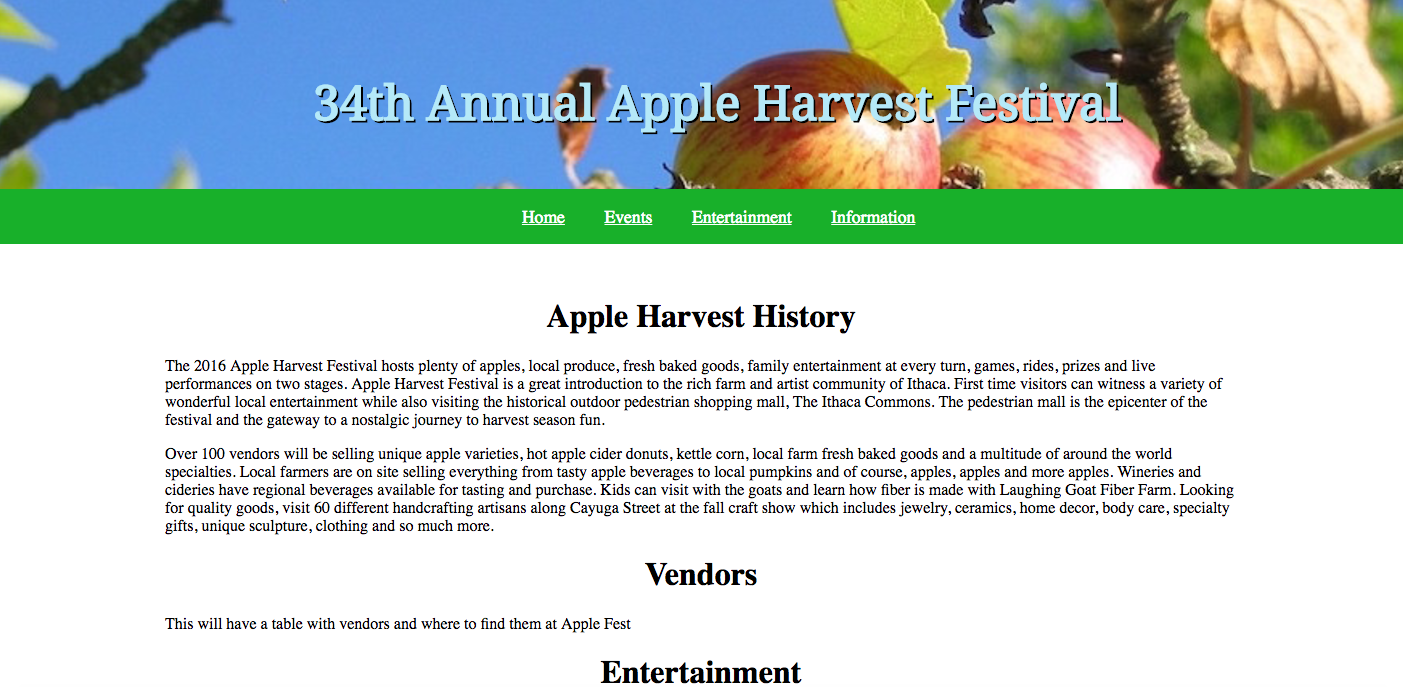 34th Annual Apple Harvest Festival
Home Events Entertainment Information
Apple Harvest History
The 2016 Apple Harvest Festival hosts plenty of apples, local produce, fresh baked goods, family entertainment at every turn, games, rides, prizes and live
performances on two stages. Apple Harvest Festival is a great introduction to the rich farm and artist community of Ithaca. First time visitors can witness a variety of
wonderful local entertainment while also visiting the historical outdoor pedestrian shopping mall, The Ithaca Commons. The pedestrian mall is the epicenter of the
festival and the gateway to a nostalgic journey to harvest season fun.
Over 100 vendors will be selling unique apple varieties, hot apple cider donuts, kettle corn, local farm fresh baked goods and a multitude of around the world
specialties. Local farmers are on site selling everything from tasty apple beverages to local pumpkins and of course, apples, apples and more apples. Wineries and
cideries have regional beverages available for tasting and purchase. Kids can visit with the goats and learn how fiber is made with Laughing Goat Fiber Farm. Looking
for quality goods, visit 60 different handcrafting artisans along Cayuga Street at the fall craft show which includes jewelry, ceramics, home decor, body care, specialty
gifts, unique sculpture, clothing and so much more.
Vendors
This will have a table with vendors and where to find them at Apple Fest
Entertainment